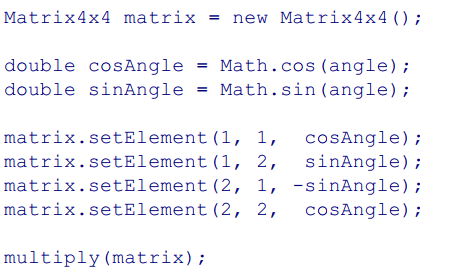 Matrix4x4 matrix = new Matrix4x4();
double cosAngle = Math.cos(angle);
double sinAngle = Math.sin(angle);
matrix.setElement(1, 1,  cosAngle);
matrix.setElement(1, 2,  sinAngle);
matrix.setElement(2, 1, -sinAngle);
matrix.setElement(2, 2,  cosAngle);
multiply(matrix);